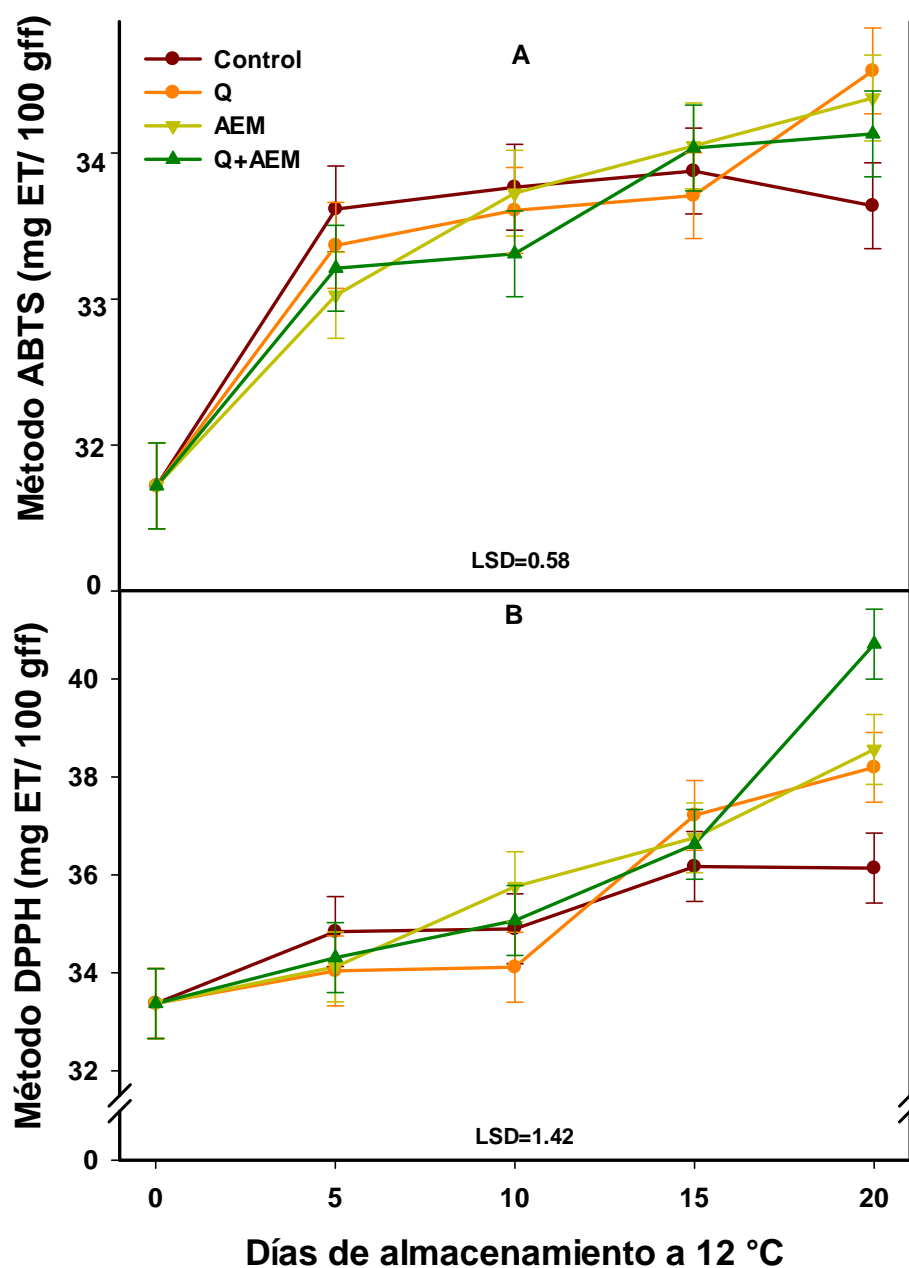 A
Control
Q
AEM
Q+AEM
34
33
32
0
Método ABTS (mg ET/ 100 gff)
LSD=0.58
B
40
38
36
34
32
0
Método DPPH (mg ET/ 100 gff)
LSD=1.42
0 5 10 15 20
Días de almacenamiento a 12 °C